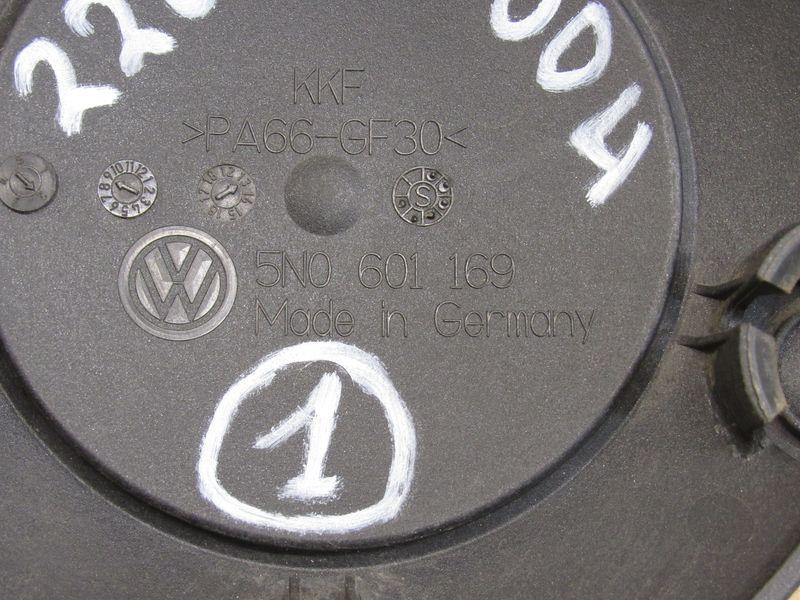 004
KKF
>PA66-GF30<
S
5N0 601 169
Made in Germany
1